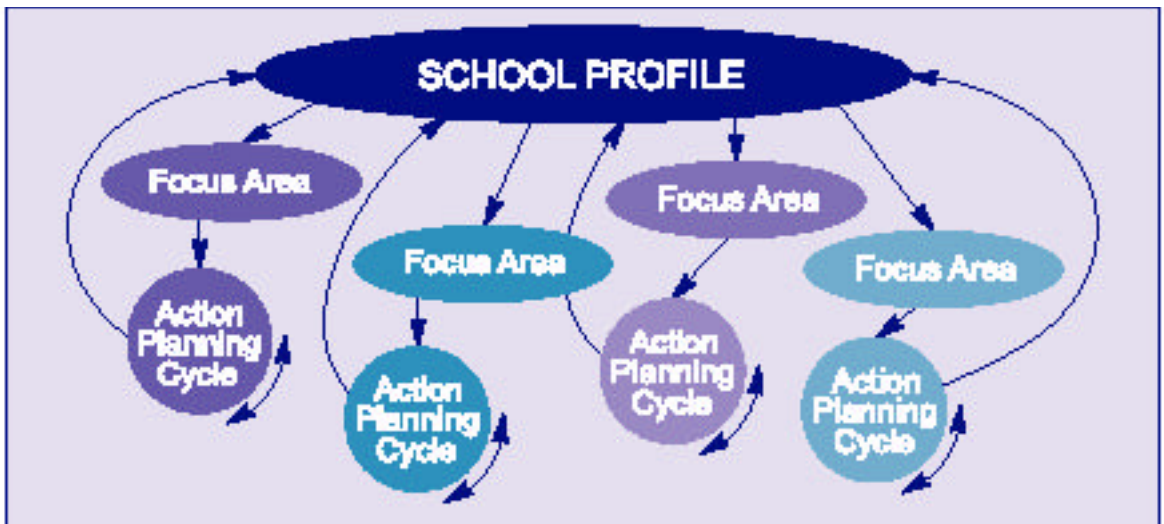 SCHOOL PROFILE
Focus Area
Focus Area
Focus Area
Focus Area
Action
Planning
Cycle
Action
Planning
Cycle
Action
Planning
Cycle
Action
Planning
Cycle